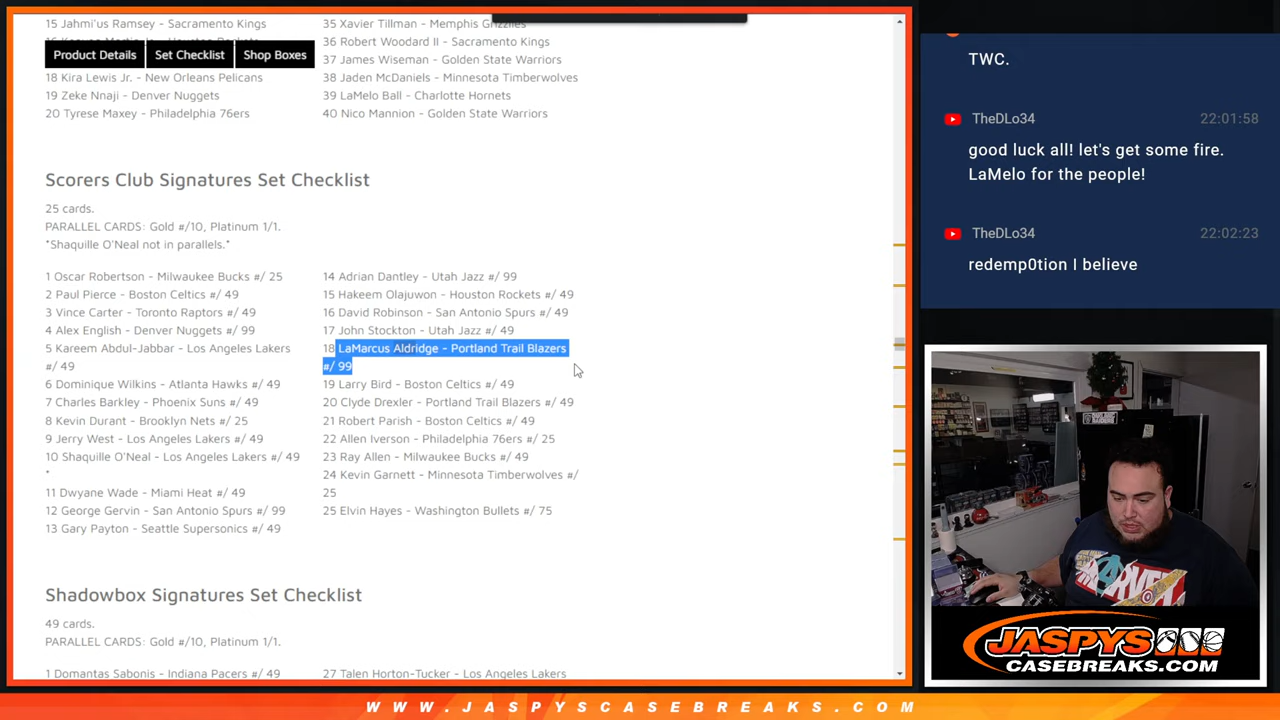 15 Jahmi'us Ramsey - Sacramento Kings
Product Details
Set Checklist
Shop Boxes
18 Kira Lewis Jr. - New Orleans Pelicans
19 Zeke Nnaji - Denver Nuggets
20 Tyrese Maxey - Philadelphia 76ers
35 Xavier Tillman - Memphis Grizzlies
36 Robert Woodard II - Sacramento Kings
37 James Wiseman - Golden State Warriors
38 Jaden McDaniels - Minnesota Timberwolves
39 LaMelo Ball - Charlotte Hornets
40 Nico Mannion - Golden State Warriors
Scorers Club Signatures Set Checklist
25 cards.
PARALLEL CARDS: Gold #/10, Platinum 1/1.
*Shaquille O'Neal not in parallels.*
1 Oscar Robertson - Milwaukee Bucks #/ 25
2 Paul Pierce - Boston Celtics #/ 49
3 Vince Carter - Toronto Raptors #/ 49
4 Alex English - Denver Nuggets #/ 99
5 Kareem Abdul-Jabbar - Los Angeles Lakers
#/ 49
6 Dominique Wilkins - Atlanta Hawks #/ 49
7 Charles Barkley - Phoenix Suns #/ 49
8 Kevin Durant - Brooklyn Nets #/ 25
9 Jerry West - Los Angeles Lakers #/ 49
10 Shaquille O'Neal - Los Angeles Lakers #/ 49
*
11 Dwyane Wade - Miami Heat #/ 49
12 George Gervin - San Antonio Spurs #/ 99
13 Gary Payton - Seattle Supersonics #/ 49
14 Adrian Dantley - Utah Jazz #/ 99
15 Hakeem Olajuwon - Houston Rockets #/ 49
16 David Robinson - San Antonio Spurs #/ 49
17 John Stockton - Utah Jazz #/ 49
18 LaMarcus Aldridge - Portland Trail Blazers
#/ 99
19 Larry Bird - Boston Celtics #/ 49
20 Clyde Drexler - Portland Trail Blazers #/ 49
21 Robert Parish - Boston Celtics #/ 49
22 Allen Iverson - Philadelphia 76ers #/ 25
23 Ray Allen - Milwaukee Bucks #/ 49
24 Kevin Garnett - Minnesota Timberwolves #/
25
25 Elvin Hayes - Washington Bullets #/ 75
Shadowbox Signatures Set Checklist
49 cards.
PARALLEL CARDS: Gold #/10, Platinum 1/1.
1 Domantas Sabonis - Indiana Pacers #/ 49
27 Talen Horton-Tucker - Los Angeles Lakers
TWC.
TheDLo34 22:01:58
good luck all! let's get some fire.
LaMelo for the people!
TheDLo34 22:02:23
redemp0tion I believe
MARVEL
JASPYS
CASEBREAKS.COM
WWW.JASPYSCASEBREAKS.COM